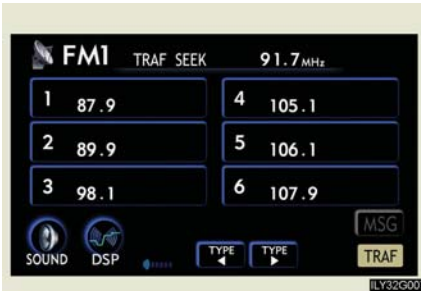 FM1 TRAF SEEK 91.7MHz
1 87.9
4 105.1
2 89.9
5 106.1
3 98.1
6 107.9
MSG
SOUND DSP TYPE TYPE TRAF
ILY32G00